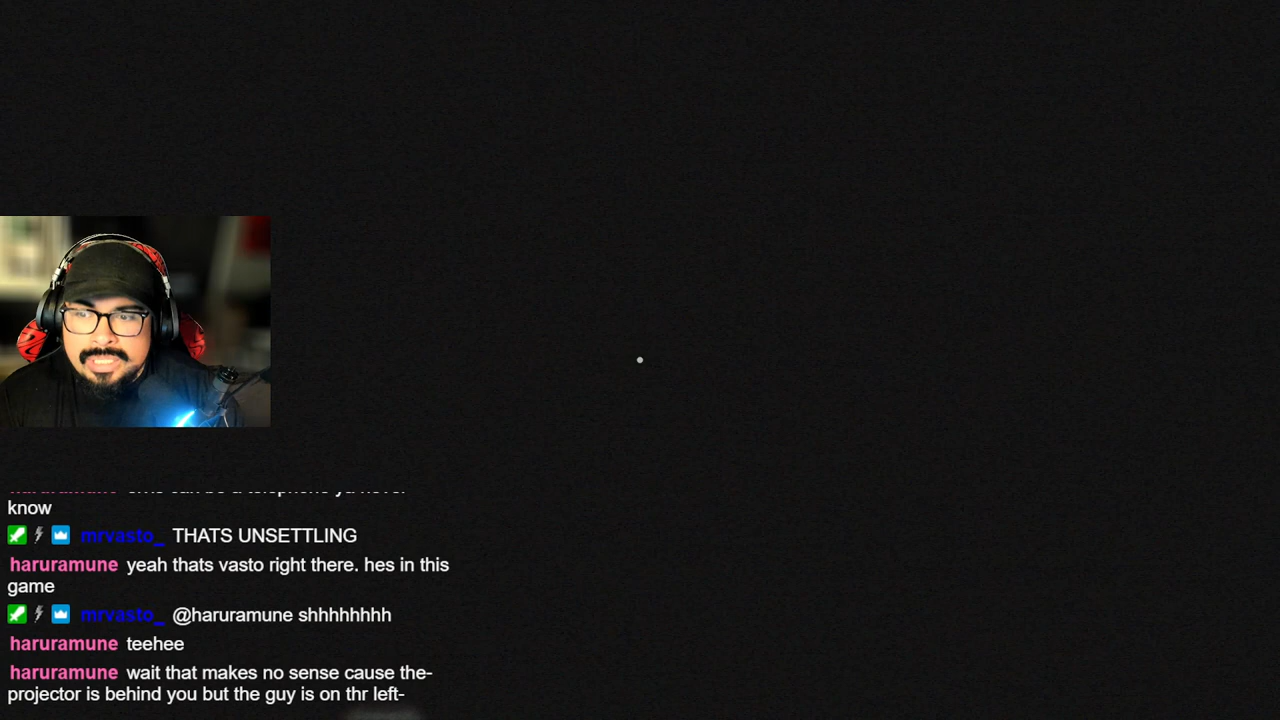 haruramune
know
mrvasto_ THATS UNSETTLING
haruramune yeah thats vasto right there. hes in this
game
mrvasto_ @haruramune shhhhhhhh
haruramune teehee
haruramune wait that makes no sense cause the-
projector is behind you but the guy is on thr left-